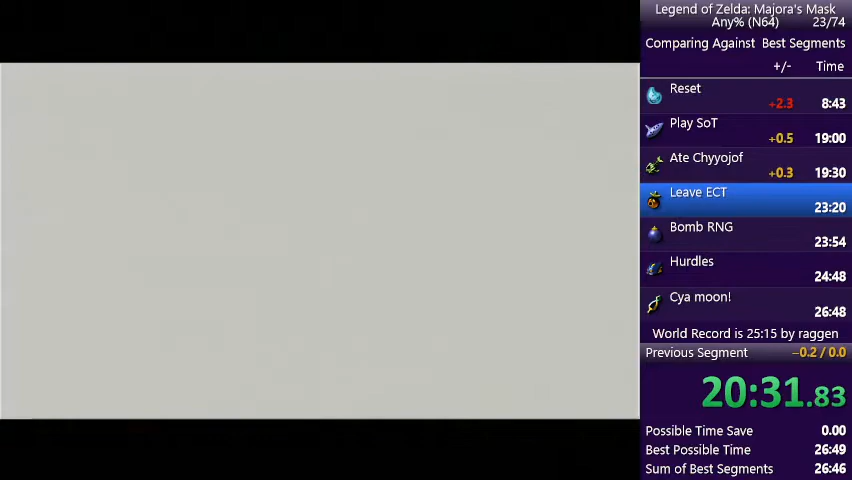 Legend of Zelda: Majora's Mask
Any% (N64) 23/74
Comparing Against Best Segments
+/- Time
Reset +2.3 8:43
Play SoT +0.5 19:00
Ate Chyyojof +0.3 19:30
Leave ECT 23:20
Bomb RNG 23:54
Hurdles 24:48
Cya moon! 26:48
World Record is 25:15 by raggen
Previous Segment −0.2 / 0.0
20:31.83
Possible Time Save 0.00
Best Possible Time 26:49
Sum of Best Segments 26:46